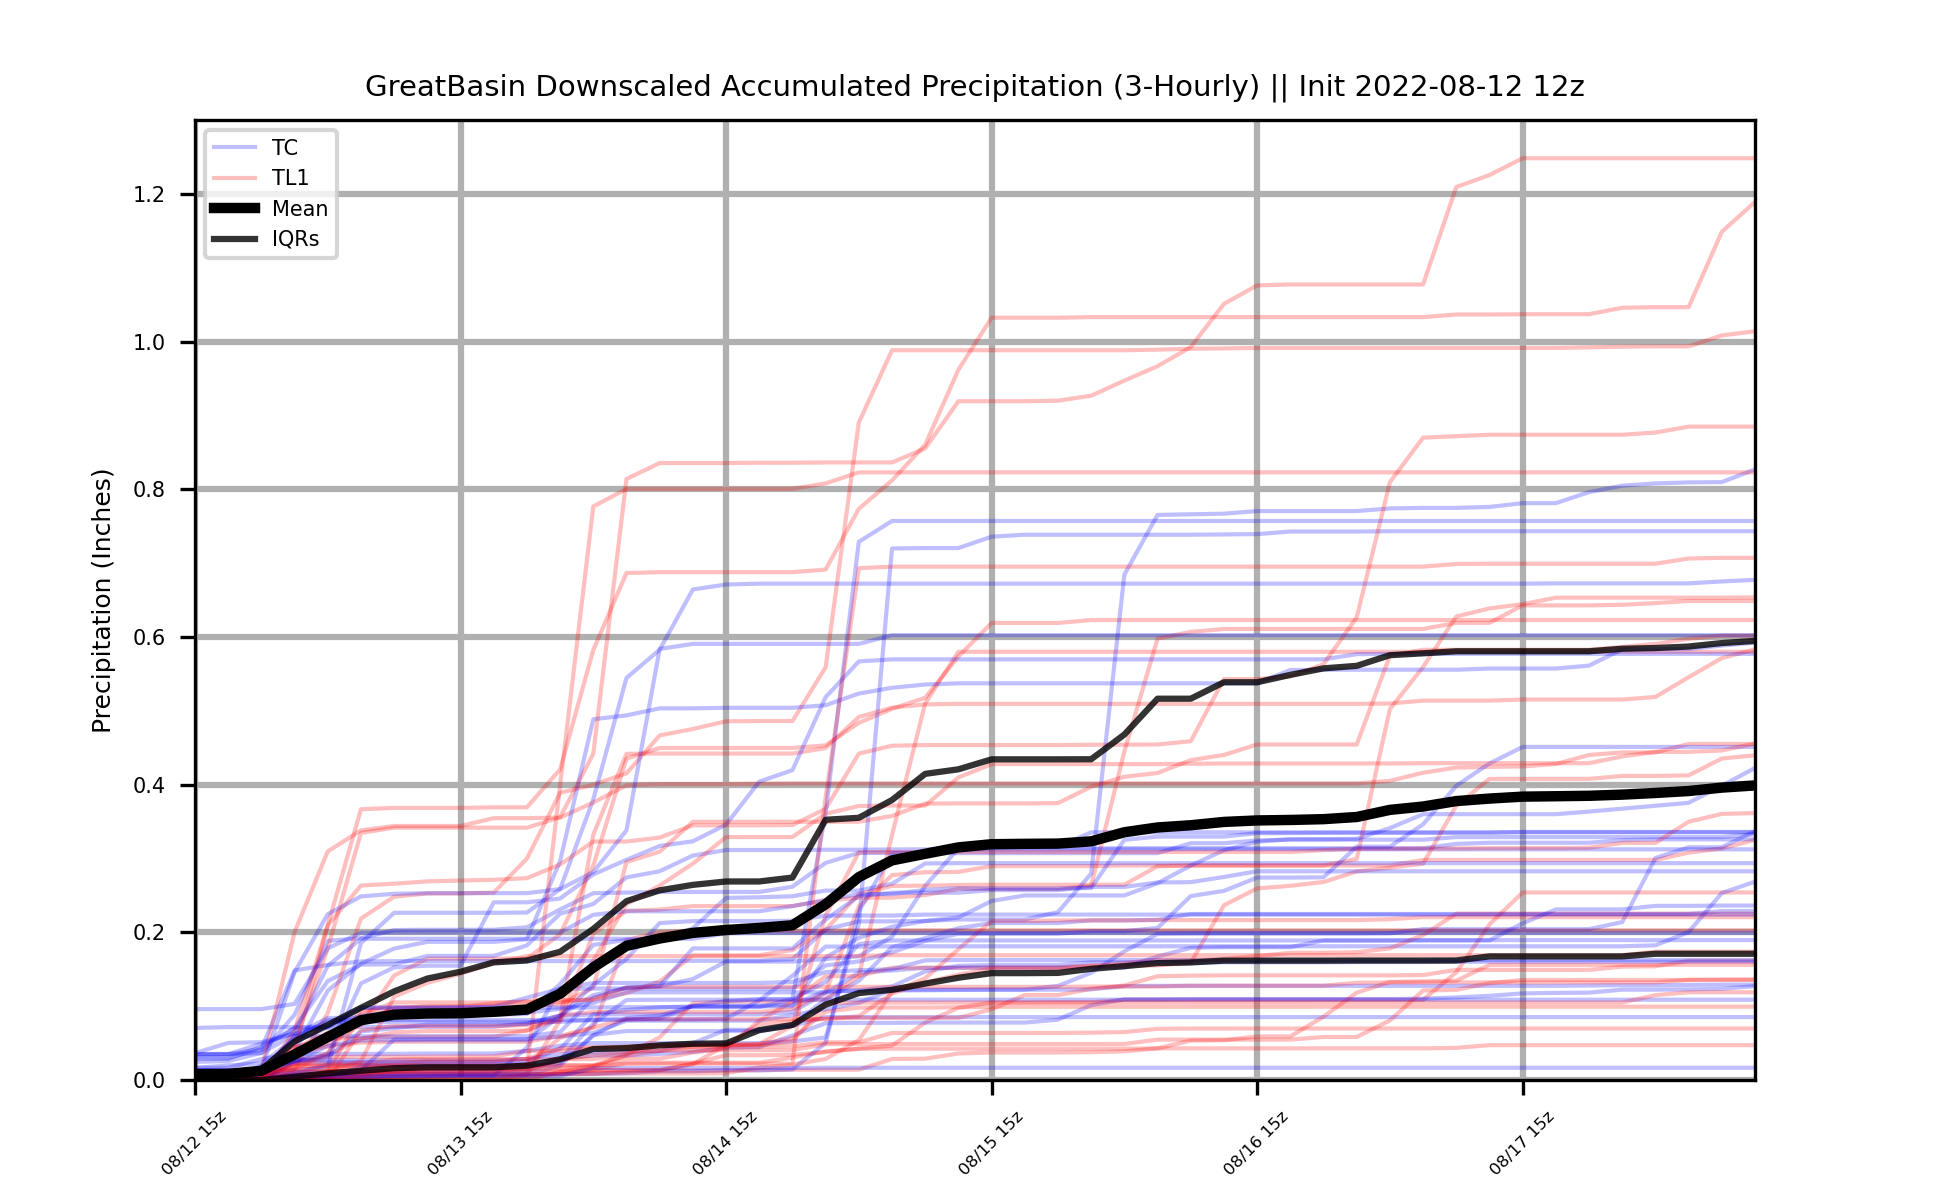 GreatBasin Downscaled Accumulated Precipitation (3-Hourly) || Init 2022-08-12 12z
TC
TL1
Mean
IQRs
Precipitation (Inches)
1.2
1.0
0.8
0.6
0.4
0.2
0.0
08/12 15z
08/13 15z
08/14 15z
08/15 15z
08/16 15z
08/17 15z